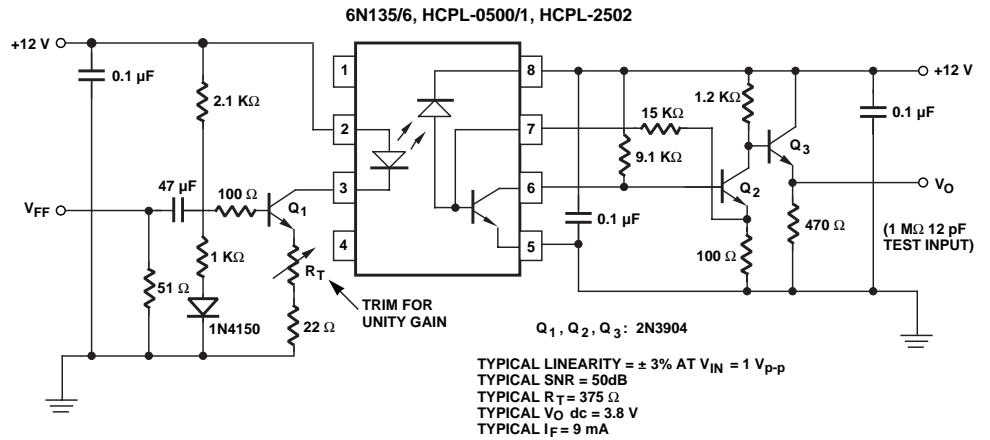 6N135/6, HCPL-0500/1, HCPL-2502
+12 V
0.1 µF
2.1 KΩ
47 µF
VFF
100 Ω
Q1
1 KΩ
51 Ω
1N4150
RT
22 Ω
TRIM FOR
UNITY GAIN
1
2
3
4
8
7
6
5
15 KΩ
9.1 KΩ
0.1 µF
1.2 KΩ
Q2
Q3
100 Ω
470 Ω
0.1 µF
+12 V
VO
(1 MΩ 12 pF
TEST INPUT)
Q1, Q2, Q3: 2N3904
TYPICAL LINEARITY = ± 3% AT VIN = 1 Vp-p
TYPICAL SNR = 50dB
TYPICAL RT = 375 Ω
TYPICAL VO dc = 3.8 V
TYPICAL IF = 9 mA